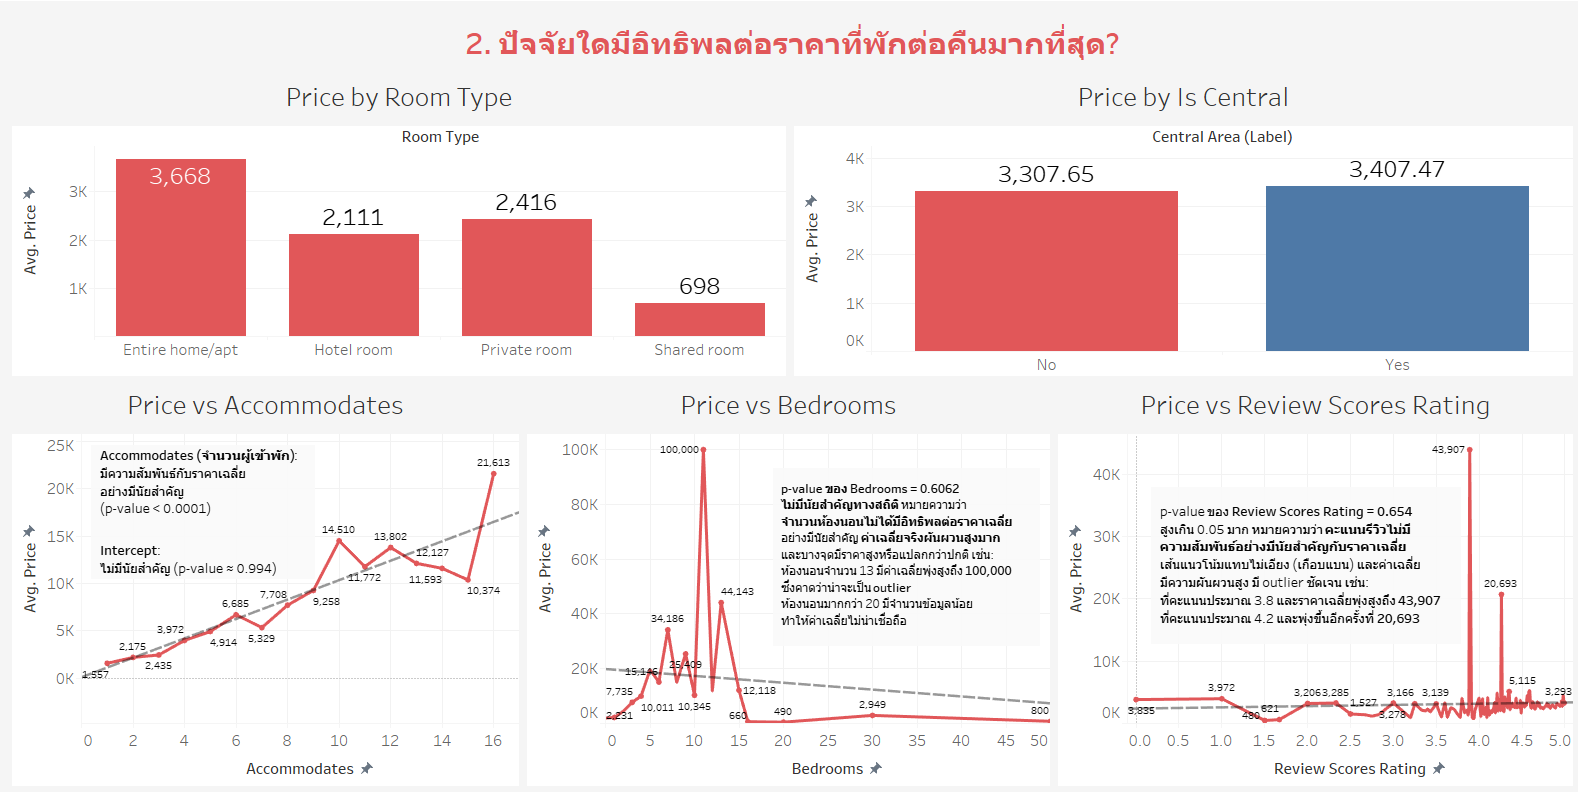 2. ปัจจัยใดมีอิทธิพลต่อราคาที่พักต่อคืนมากที่สุด?
Price by Room Type
Room Type
Avg. Price
3K
2K
1K
3,668
2,111
2,416
698
Entire home/apt
Hotel room
Private room
Shared room
Price by Is Central
Central Area (Label)
Avg. Price
4K
3K
2K
1K
0K
3,307.65
3,407.47
No
Yes
Price vs Accommodates
Avg. Price
25K
20K
15K
10K
5K
0K
Accommodates (จำนวนผู้เข้าพัก):
มีความสัมพันธ์กับราคาเฉลี่ย
อย่างมีนัยสำคัญ
(p-value < 0.0001)
Intercept:
ไม่มีนัยสำคัญ (p-value ≈ 0.994)
1,557
2,175
2,435
3,972
4,914
6,685
5,329
7,708
9,258
14,510
11,772
13,802
11,593
12,127
10,374
21,613
0
2
4
6
8
10
12
14
16
Accommodates
Price vs Bedrooms
Avg. Price
100K
80K
60K
40K
20K
0K
p-value ของ Bedrooms = 0.6062
ไม่มีนัยสำคัญทางสถิติ หมายความว่า
จำนวนห้องนอนไม่ได้มีอิทธิพลต่อราคาเฉลี่ย
อย่างมีนัยสำคัญ ค่าเฉลี่ยจริงผันผวนสูงมาก
และบางจุดมีราคาสูงหรือแปลกกว่าปกติ เช่น:
ห้องนอนจำนวน 13 มีค่าเฉลี่ยพุ่งสูงถึง 100,000
ซึ่งคาดว่าน่าจะเป็น outlier
ห้องนอนมากกว่า 20 มีจำนวนข้อมูลน้อย
ทำให้ค่าเฉลี่ยไม่น่าเชื่อถือ
2,231
7,735
15,146
10,011
34,186
25,409
10,345
100,000
44,143
12,118
660
490
2,949
800
0
5
10
15
20
25
30
35
40
45
50
Bedrooms
Price vs Review Scores Rating
Avg. Price
40K
30K
20K
10K
0K
p-value ของ Review Scores Rating = 0.654
สูงเกิน 0.05 มาก หมายความว่า คะแนนรีวิวไม่มี
ความสัมพันธ์อย่างมีนัยสำคัญกับราคาเฉลี่ย
เส้นแนวโน้มแทบไม่เอียง (เกือบแบน) และค่าเฉลี่ย
มีความผันผวนสูง มี outlier ชัดเจน เช่น:
ที่คะแนนประมาณ 3.8 และราคาเฉลี่ยพุ่งสูงถึง 43,907
ที่คะแนนประมาณ 4.2 และพุ่งขึ้นอีกครั้งที่ 20,693
3,835
3,972
480
621
3,206
3,285
1,527
3,166
3,278
3,139
43,907
20,693
5,115
3,293
0.0
0.5
1.0
1.5
2.0
2.5
3.0
3.5
4.0
4.5
5.0
Review Scores Rating